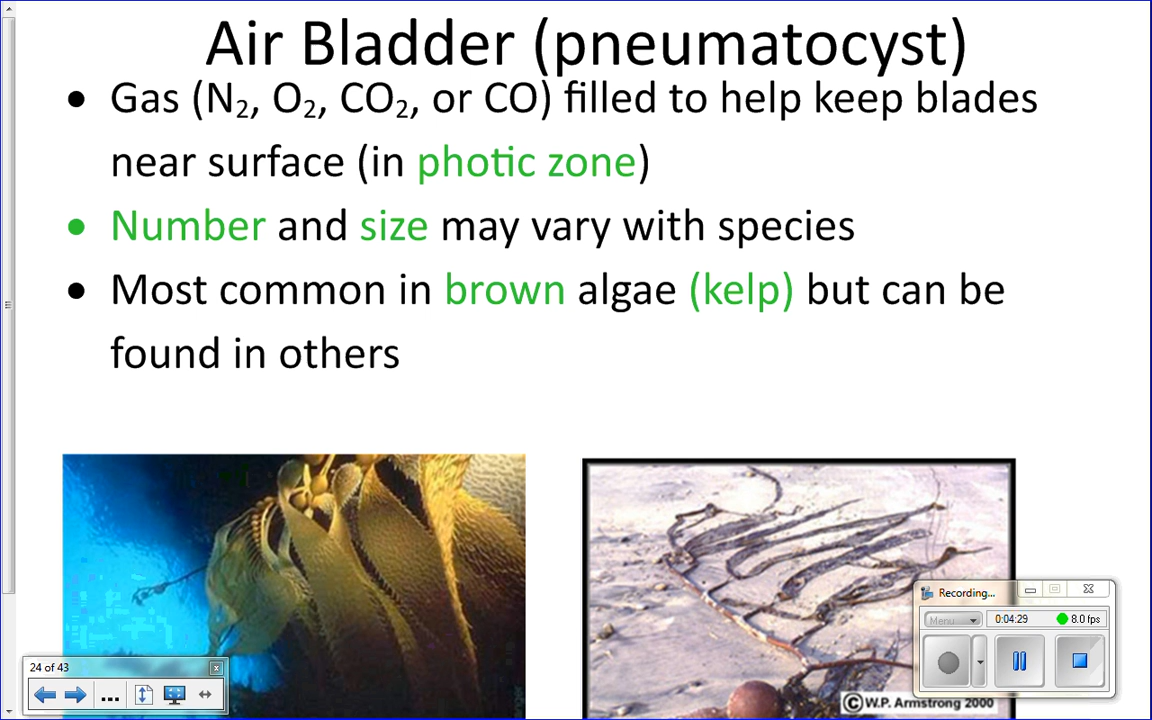 Air Bladder (pneumatocyst)
• Gas (N₂, O₂, CO₂, or CO) filled to help keep blades
near surface (in photic zone)
• Number and size may vary with species
• Most common in brown algae (kelp) but can be
found in others
Recording...
Menu
0:04:29
8.0 fps
24 of 43
©W.P. Armstrong 2000